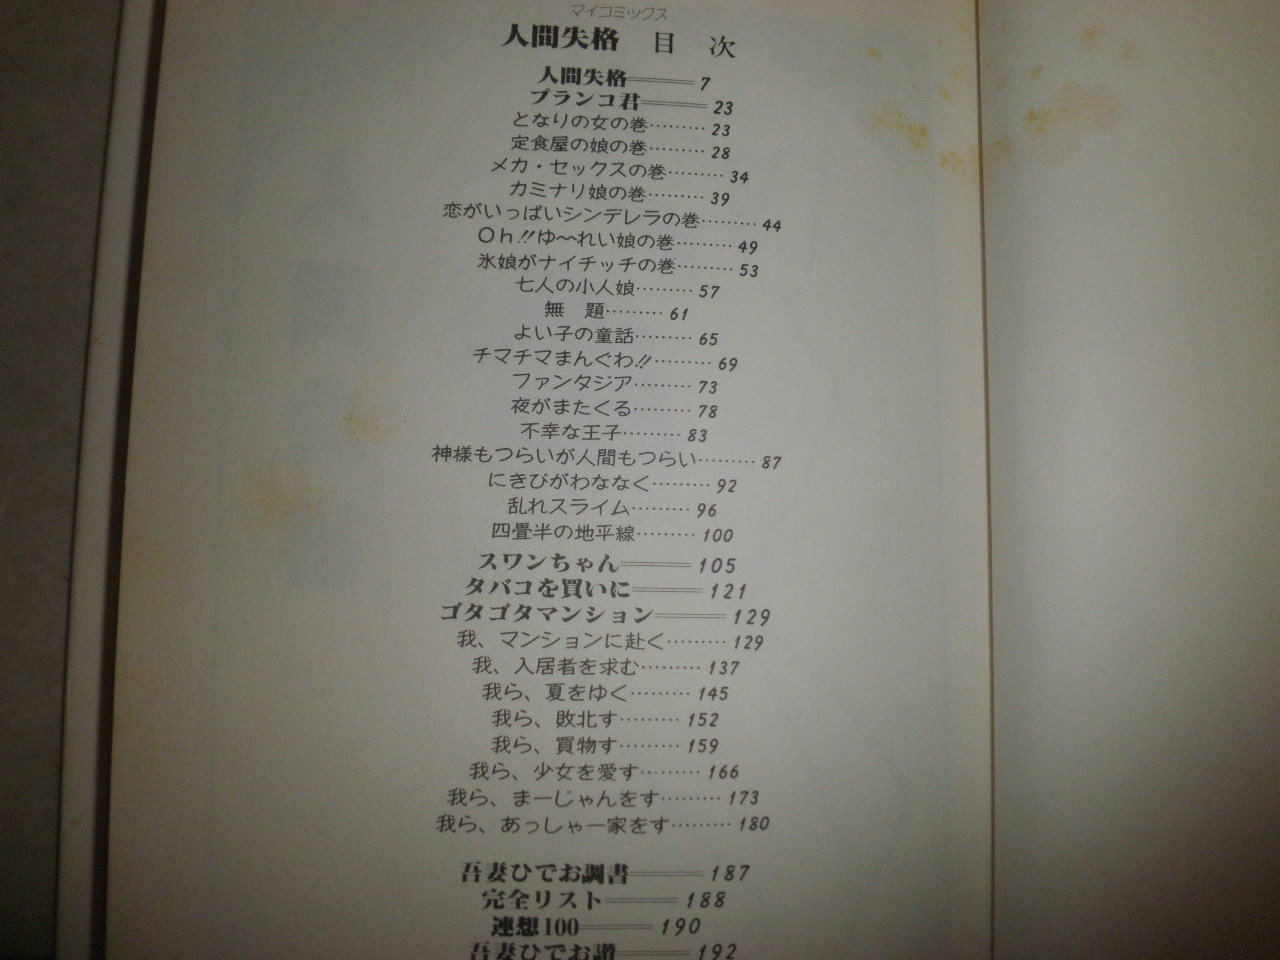 マイコミックス
人間失格 目 次
人間失格 7
プランコ君 23
となりの女の巻……… 23
定食屋の娘の巻……… 28
メカ・セックスの巻……… 34
カミナリ娘の巻……… 39
恋がいっぱいシンデレラの巻……… 44
Oh!!ゆ〜れい娘の巻……… 49
氷娘がナイチッチの巻……… 53
七人の小人娘……… 57
無 題……… 61
よい子の童話……… 65
チマチマまんぐわ!!……… 69
ファンタジア……… 73
夜がまたくる……… 78
不幸な王子……… 83
神様もつらいが人間もつらい……… 87
にきびがわななく……… 92
乱れスライム……… 96
四畳半の地平線……… 100
スワンちゃん 105
タバコを買いに 121
ゴタゴタマンション 129
我、マンションに赴く……… 129
我、入居者を求む……… 137
我ら、夏をゆく……… 145
我ら、敗北す……… 152
我ら、買物す……… 159
我ら、少女を愛す……… 166
我ら、まーじゃんをす……… 173
我ら、あっしゃー家をす……… 180
吾妻ひでお調書 187
完全リスト 188
連想100 190
吾妻ひでお讃 192